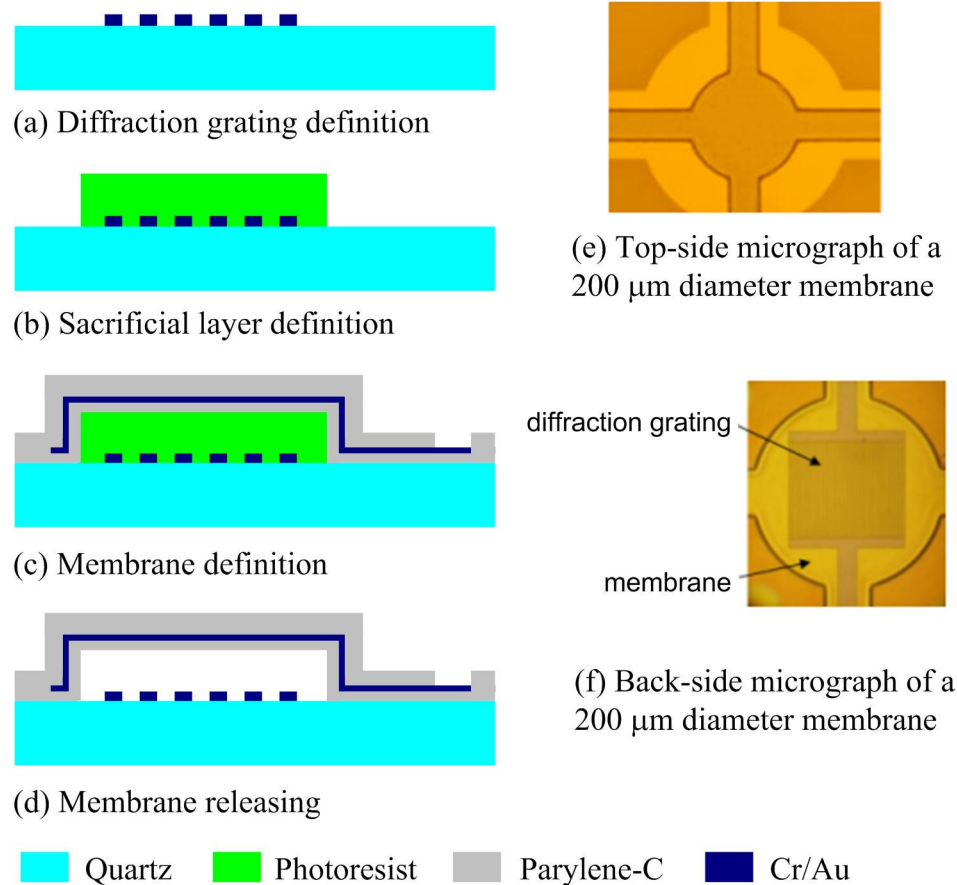 (a) Diffraction grating definition
(b) Sacrificial layer definition
(c) Membrane definition
(d) Membrane releasing
(e) Top-side micrograph of a
200 μm diameter membrane
diffraction grating
membrane
(f) Back-side micrograph of a
200 μm diameter membrane
Quartz Photoresist Parylene-C Cr/Au